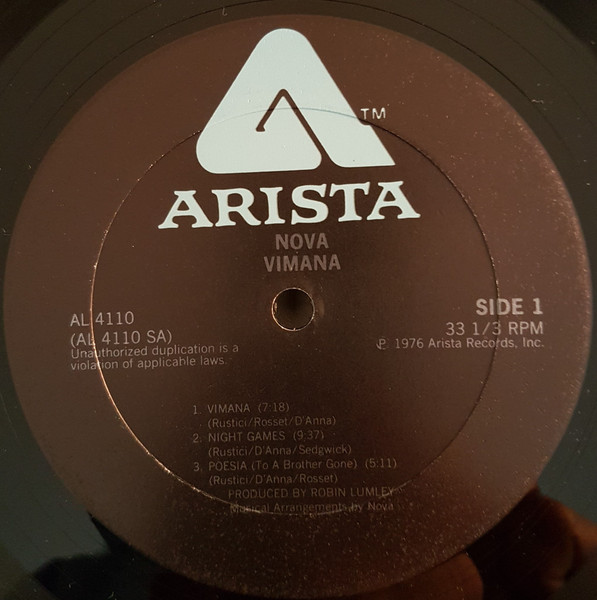 TM
ARISTA
NOVA
VIMANA
AL 4110
(AL 4110 SA)
Unauthorized duplication is a
violation of applicable laws.
SIDE 1
33 1/3 RPM
℗ 1976 Arista Records, Inc.
1. VIMANA (7:18)
(Rustici/Rosset/D'Anna)
2. NIGHT GAMES (9:37)
(Rustici/D'Anna/Sedgwick)
3. POESIA (To A Brother Gone) (5:11)
(Rustici/D'Anna/Rosset)
PRODUCED BY ROBIN LUMLEY
Musical Arrangements by Nova